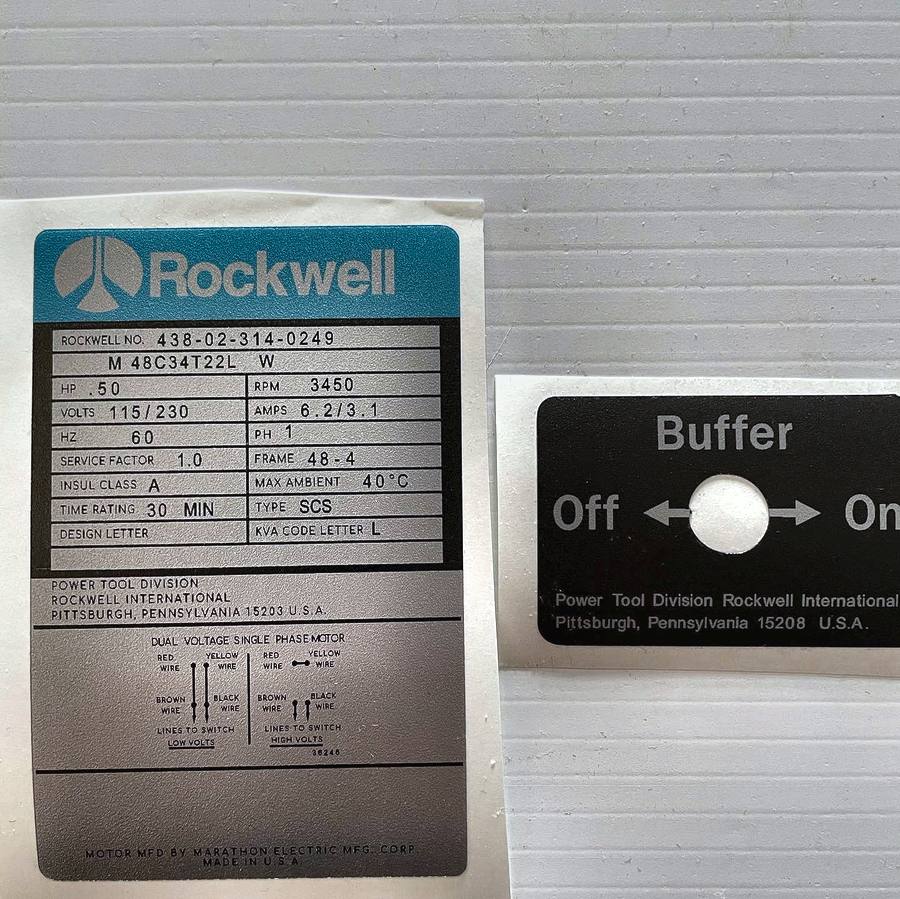 Rockwell
ROCKWELL NO. 438-02-314-0249
M 48C34T22L W
HP .50 RPM 3450
VOLTS 115/230 AMPS 6.2/3.1
HZ 60 PH 1
SERVICE FACTOR 1.0 FRAME 48-4
INSUL CLASS A MAX AMBIENT 40°C
TIME RATING 30 MIN TYPE SCS
DESIGN LETTER KVA CODE LETTER L
POWER TOOL DIVISION
ROCKWELL INTERNATIONAL
PITTSBURGH, PENNSYLVANIA 15203 U.S.A.
DUAL VOLTAGE SINGLE PHASE MOTOR
RED YELLOW RED YELLOW
WIRE WIRE WIRE WIRE
BROWN BLACK BROWN BLACK
WIRE WIRE WIRE WIRE
LINES TO SWITCH LINES TO SWITCH
LOW VOLTS HIGH VOLTS
36246
MOTOR MFD BY MARATHON ELECTRIC MFG. CORP.
MADE IN U.S.A
Buffer
Off On
Power Tool Division Rockwell International
Pittsburgh, Pennsylvania 15208 U.S.A.